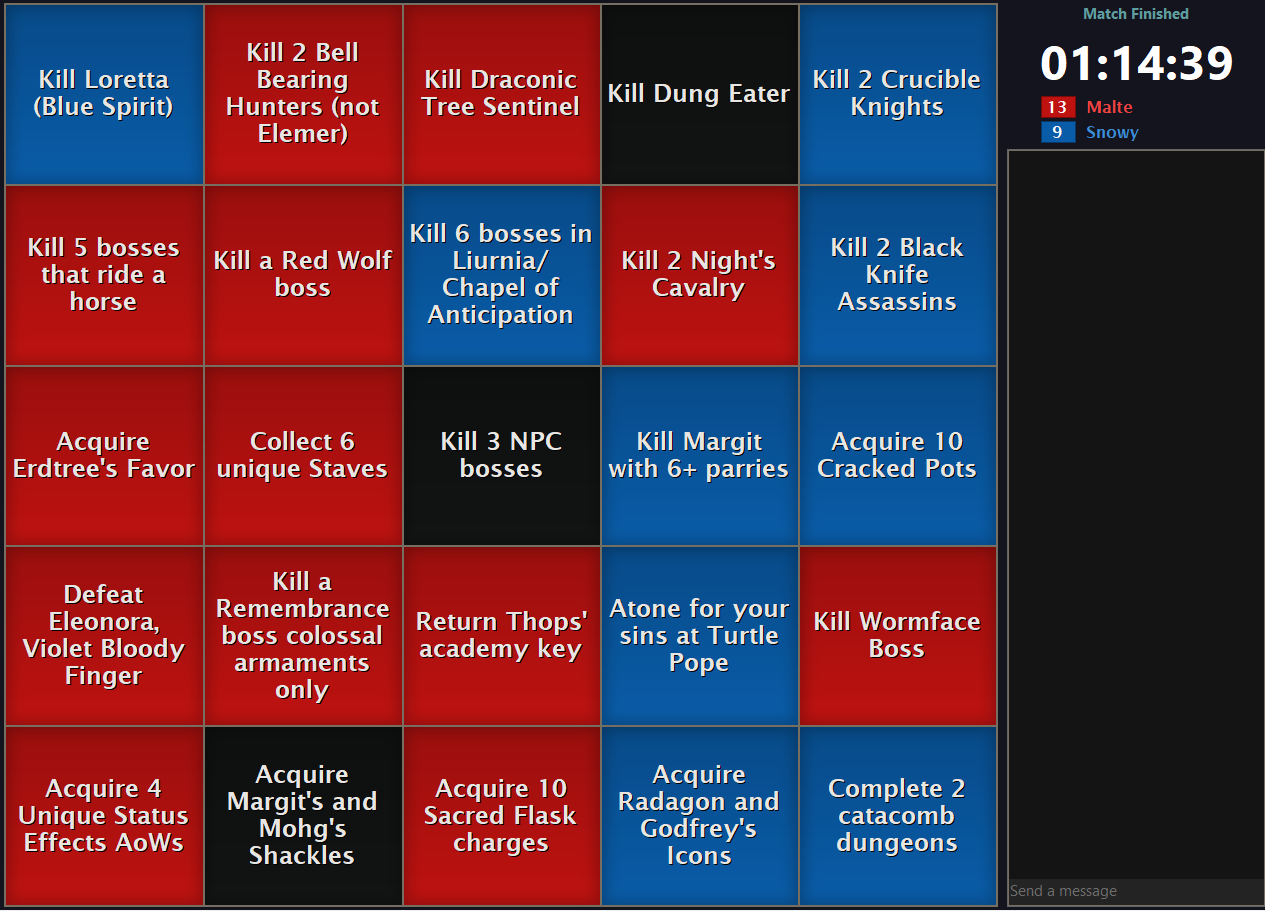 Kill Loretta
(Blue Spirit)
Kill 2 Bell
Bearing
Hunters (not
Elemer)
Kill Draconic
Tree Sentinel
Kill Dung Eater
Kill 2 Crucible
Knights
Kill 5 bosses
that ride a
horse
Kill a Red Wolf
boss
Kill 6 bosses in
Liurnia/
Chapel of
Anticipation
Kill 2 Night's
Cavalry
Kill 2 Black
Knife
Assassins
Acquire
Erdtree's Favor
Collect 6
unique Staves
Kill 3 NPC
bosses
Kill Margit
with 6+ parries
Acquire 10
Cracked Pots
Defeat
Eleonora,
Violet Bloody
Finger
Kill a
Remembrance
boss colossal
armaments
only
Return Thops'
academy key
Atone for your
sins at Turtle
Pope
Kill Wormface
Boss
Acquire 4
Unique Status
Effects AoWs
Acquire
Margit's and
Mohg's
Shackles
Acquire 10
Sacred Flask
charges
Acquire
Radagon and
Godfrey's
Icons
Complete 2
catacomb
dungeons
Match Finished
01:14:39
13 Malte
9 Snowy
Send a message